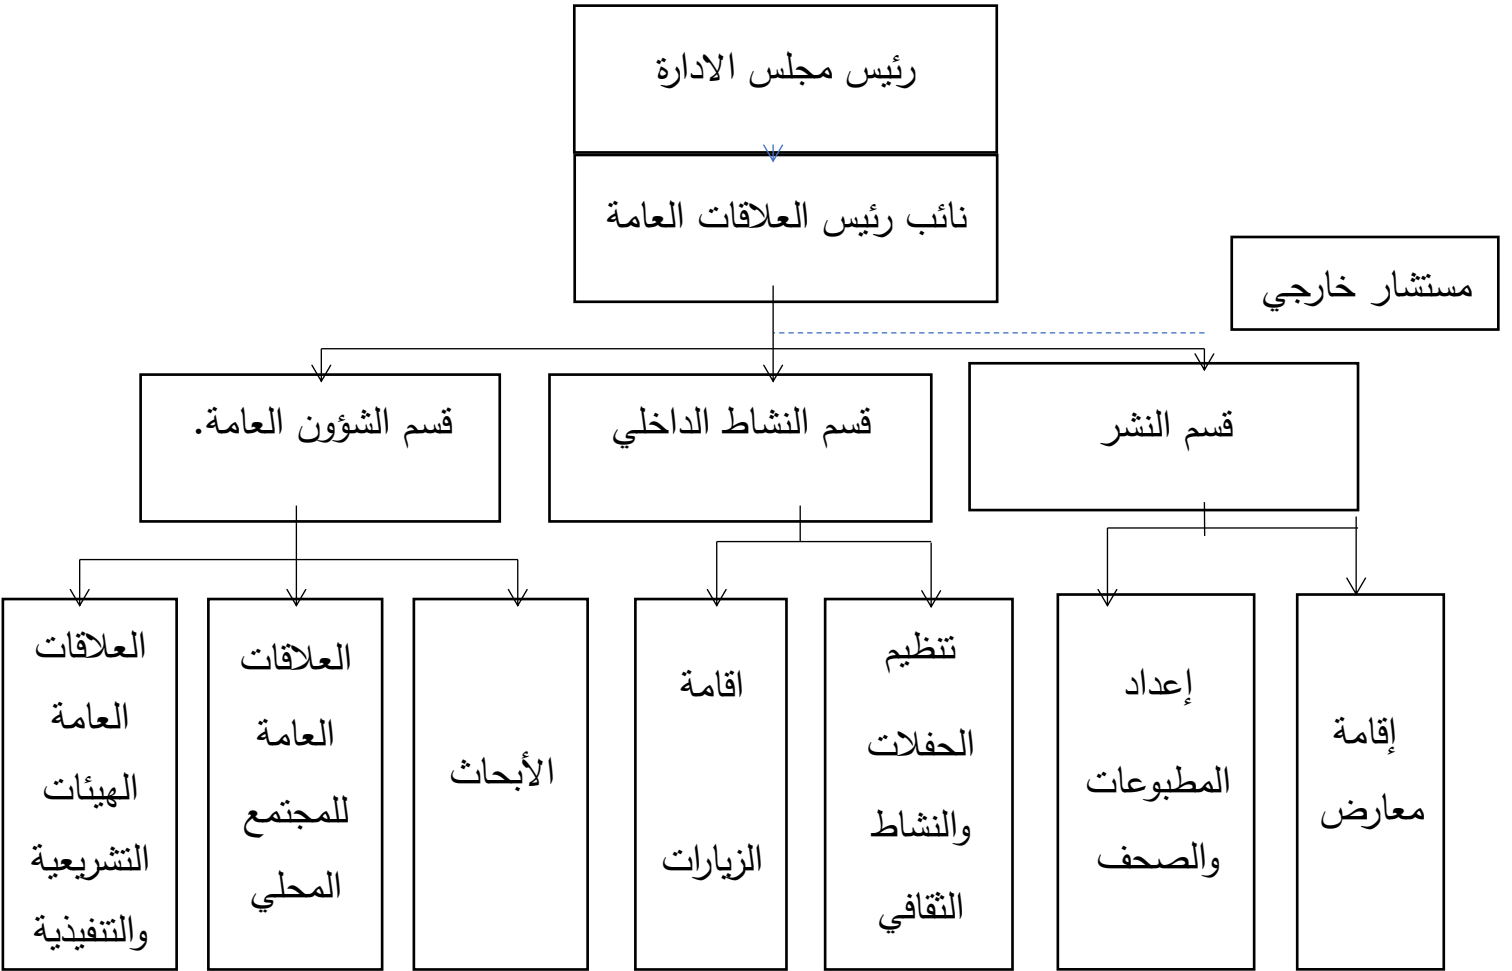 رئيس مجلس الادارة
نائب رئيس العلاقات العامة
مستشار خارجي
قسم النشر
قسم النشاط الداخلي
قسم الشؤون العامة.
إقامة
معارض
إعداد
المطبوعات
والصحف
تنظيم
الحفلات
والنشاط
الثقافي
اقامة
الزيارات
الأبحاث
العلاقات
العامة
للمجتمع
المحلي
العلاقات
العامة
الهيئات
التشريعية
والتنفيذية